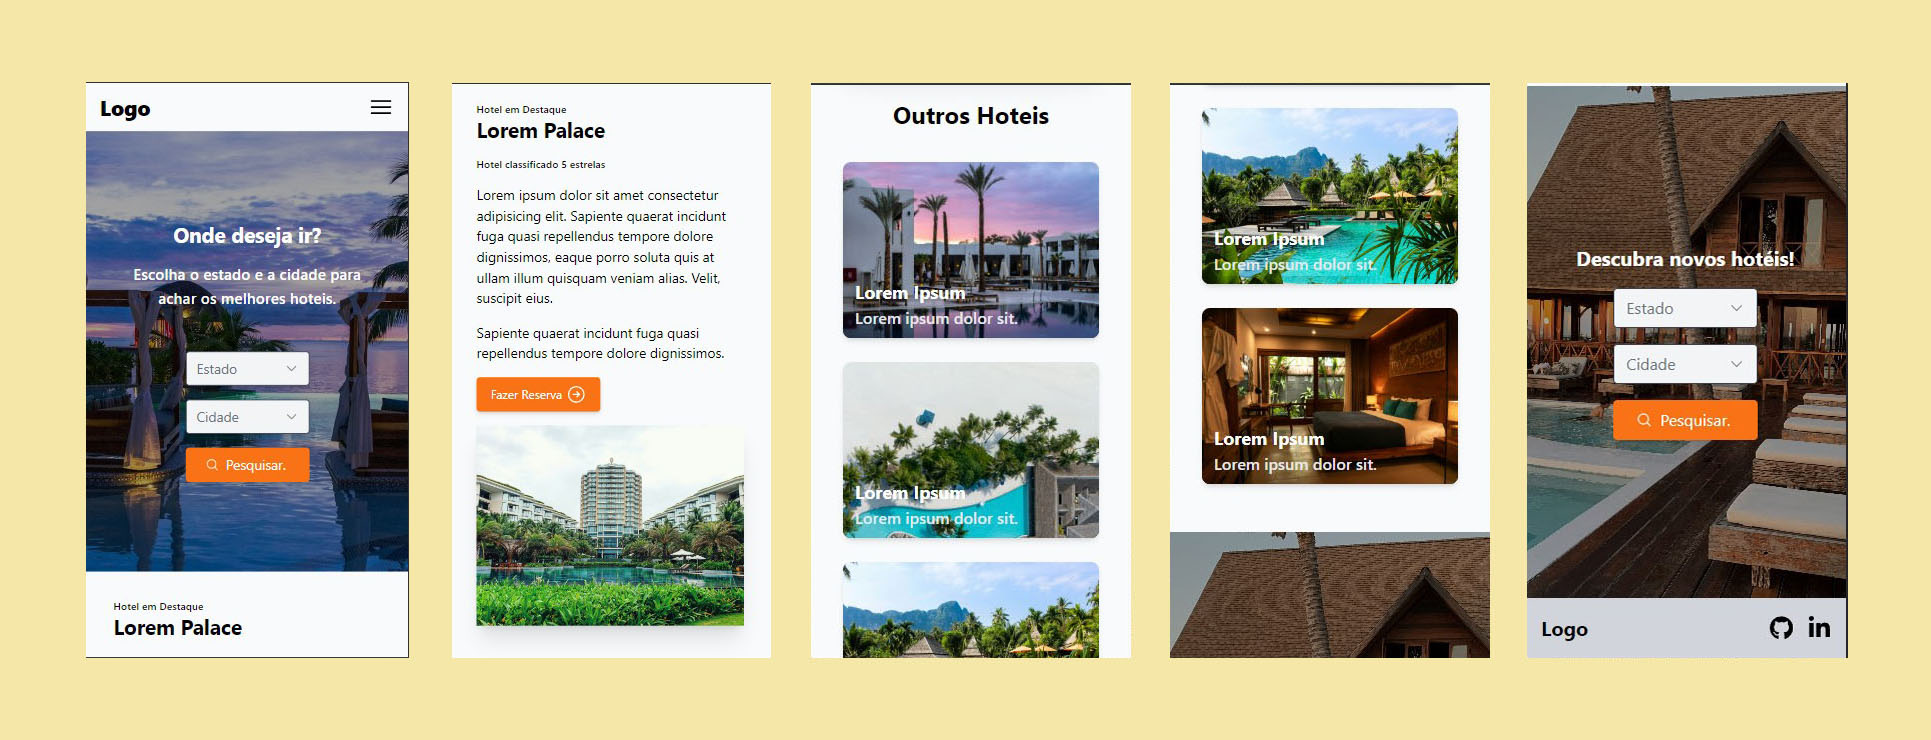 Logo
Onde deseja ir?
Escolha o estado e a cidade para
achar os melhores hoteis.
Estado
Cidade
Pesquisar.
Hotel em Destaque
Lorem Palace
Hotel em Destaque
Lorem Palace
Hotel classificado 5 estrelas
Lorem ipsum dolor sit amet consectetur
adipisicing elit. Sapiente quaerat incidunt
fuga quasi repellendus tempore dolore
dignissimos, eaque porro soluta quis at
ullam illum quisquam veniam alias. Velit,
suscipit eius.
Sapiente quaerat incidunt fuga quasi
repellendus tempore dolore dignissimos.
Fazer Reserva
Outros Hoteis
Lorem Ipsum
Lorem ipsum dolor sit.
Lorem Ipsum
Lorem ipsum dolor sit.
Lorem Ipsum
Lorem ipsum dolor sit.
Lorem Ipsum
Lorem ipsum dolor sit.
Descubra novos hotéis!
Estado
Cidade
Pesquisar.
Logo
in